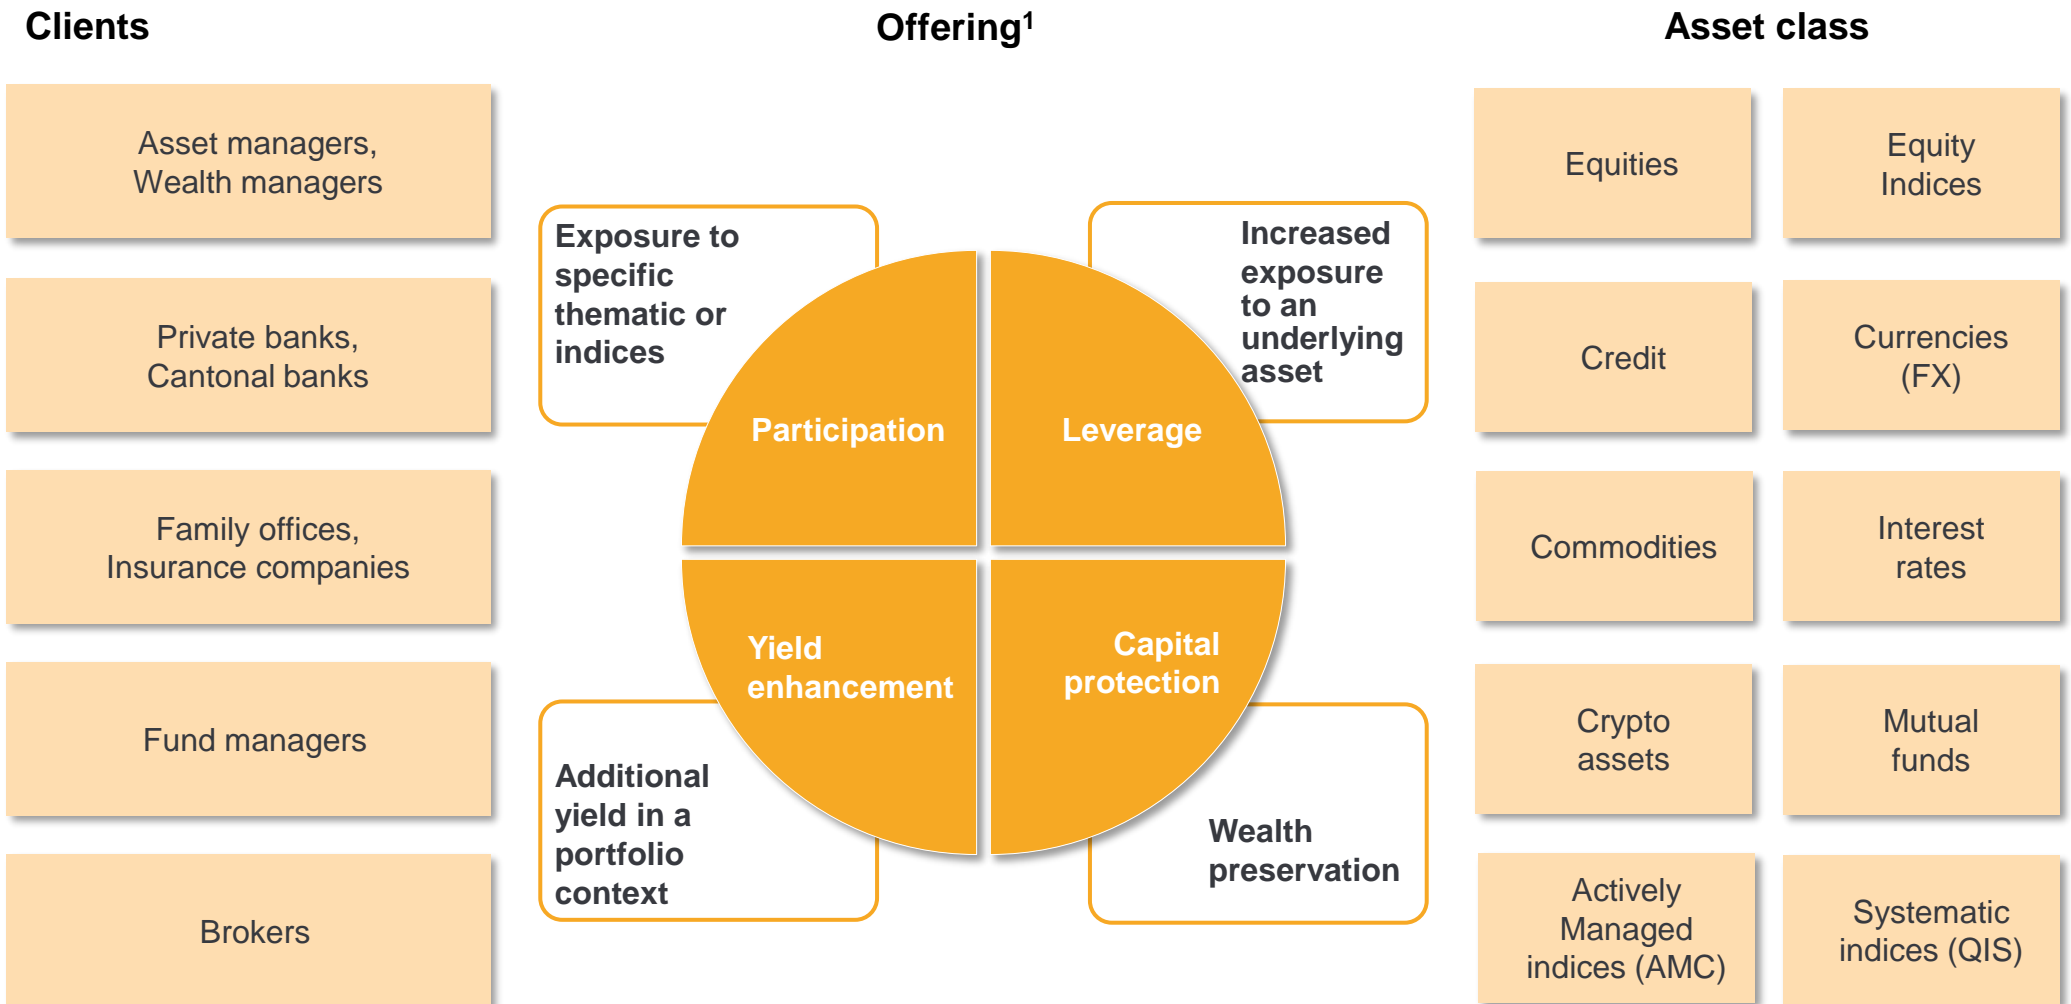 Clients
Offering¹
Asset class
Asset managers,
Wealth managers
Private banks,
Cantonal banks
Family offices,
Insurance companies
Fund managers
Brokers
Exposure to
specific
thematic or
indices
Increased
exposure
to an
underlying
asset
Participation
Leverage
Yield
enhancement
Capital
protection
Additional
yield in a
portfolio
context
Wealth
preservation
Equities
Equity
Indices
Credit
Currencies
(FX)
Commodities
Interest
rates
Crypto
assets
Mutual
funds
Actively
Managed
indices (AMC)
Systematic
indices (QIS)